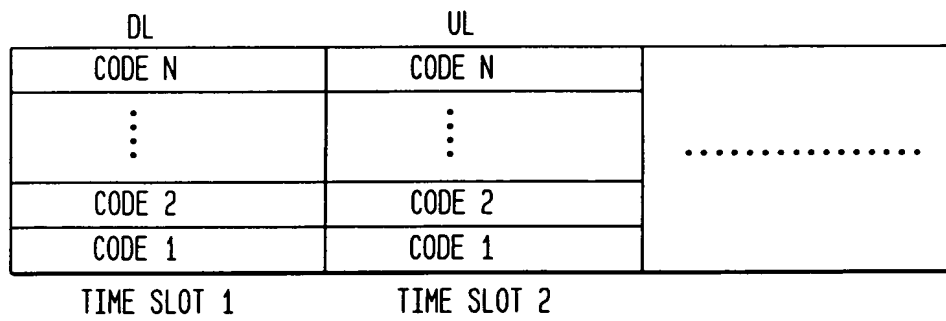 DL UL
CODE N CODE N
CODE 2 CODE 2
CODE 1 CODE 1
TIME SLOT 1 TIME SLOT 2